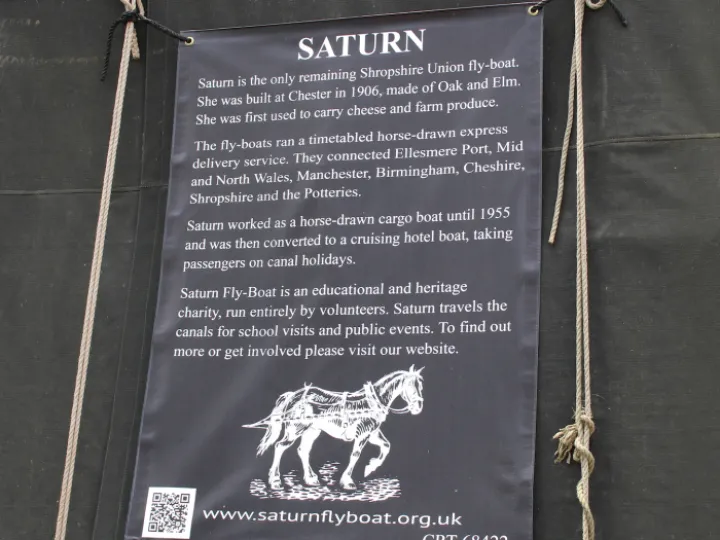 SATURN
Saturn is the only remaining Shropshire Union fly-boat.
She was built at Chester in 1906, made of Oak and Elm.
She was first used to carry cheese and farm produce.
The fly-boats ran a timetabled horse-drawn express
delivery service. They connected Ellesmere Port, Mid
and North Wales, Manchester, Birmingham, Cheshire,
Shropshire and the Potteries.
Saturn worked as a horse-drawn cargo boat until 1955
and was then converted to a cruising hotel boat, taking
passengers on canal holidays.
Saturn Fly-Boat is an educational and heritage
charity, run entirely by volunteers. Saturn travels the
canals for school visits and public events. To find out
more or get involved please visit our website.
www.saturnflyboat.org.uk
CRT 68422